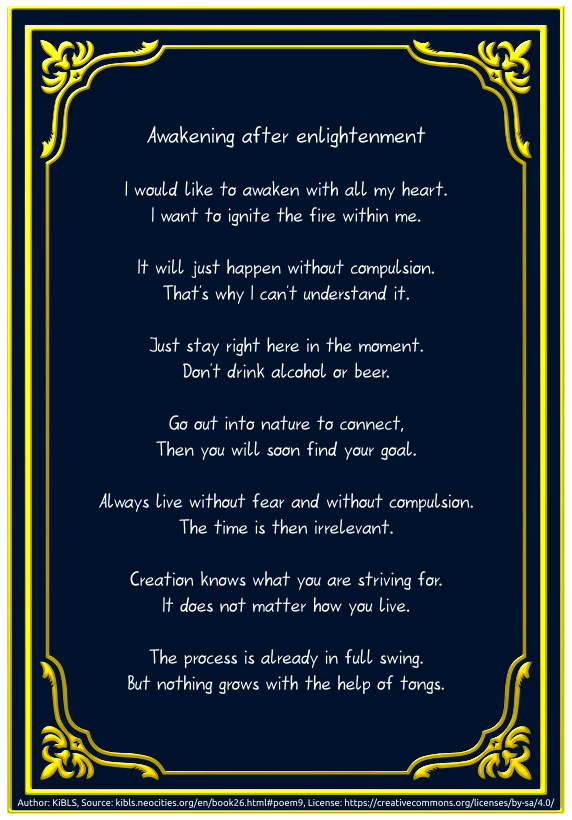 Awakening after enlightenment
I would like to awaken with all my heart.
I want to ignite the fire within me.
It will just happen without compulsion.
That's why I can't understand it.
Just stay right here in the moment.
Don't drink alcohol or beer.
Go out into nature to connect,
Then you will soon find your goal.
Always live without fear and without compulsion.
The time is then irrelevant.
Creation knows what you are striving for.
It does not matter how you live.
The process is already in full swing.
But nothing grows with the help of tongs.
Author: KiBLS, Source: kibls.neocities.org/en/book26.html#poem9, License: https://creativecommons.org/licenses/by-sa/4.0/